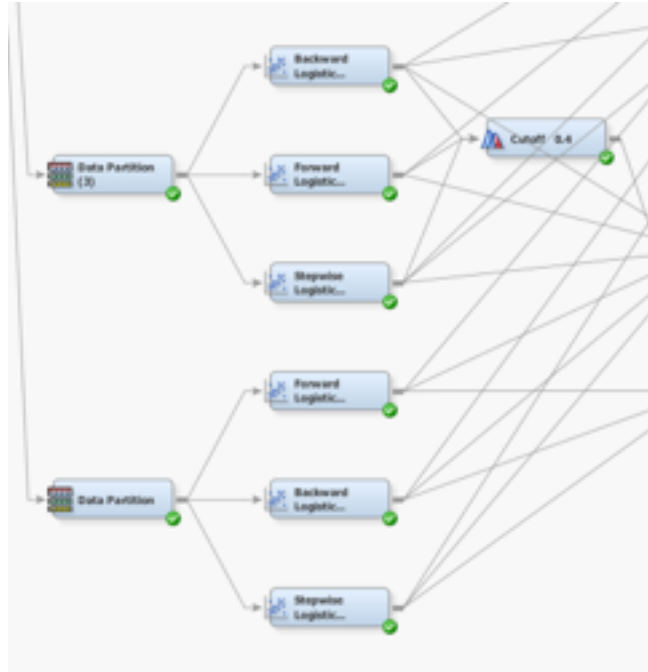 Backward
Logistic...
Cutoff 0.4
Data Partition
(3)
Forward
Logistic...
Stepwise
Logistic...
Forward
Logistic...
Data Partition
Backward
Logistic...
Stepwise
Logistic...